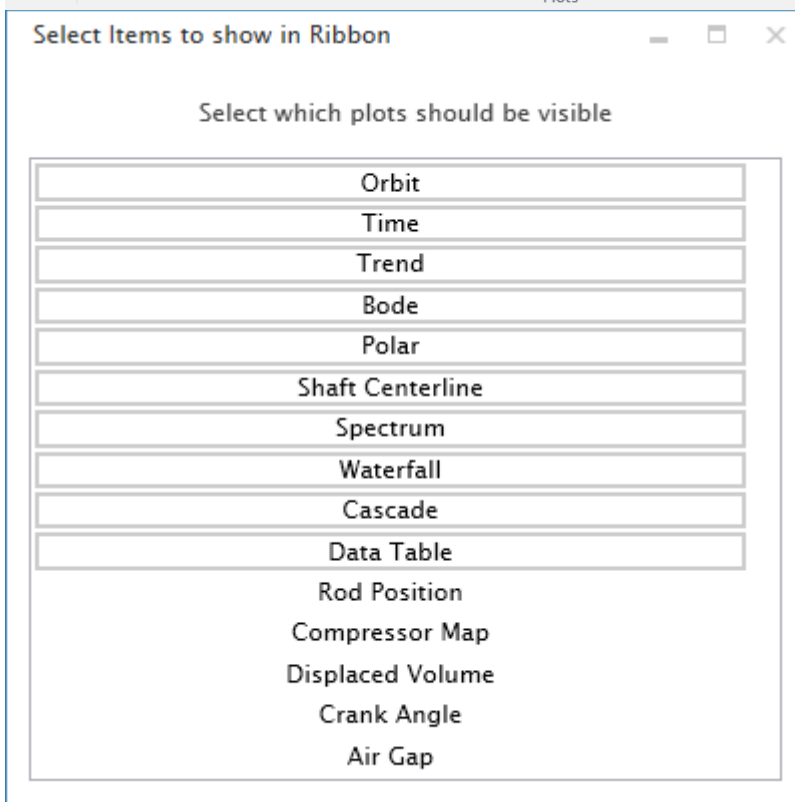 Select Items to show in Ribbon
Select which plots should be visible
Orbit
Time
Trend
Bode
Polar
Shaft Centerline
Spectrum
Waterfall
Cascade
Data Table
Rod Position
Compressor Map
Displaced Volume
Crank Angle
Air Gap